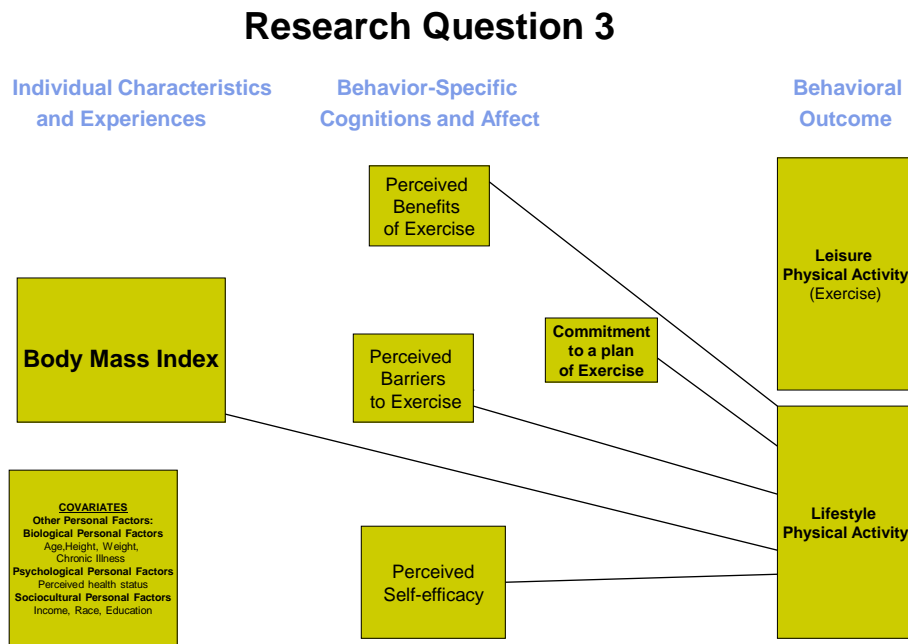 Research Question 3
Individual Characteristics
and Experiences
Behavior-Specific
Cognitions and Affect
Behavioral
Outcome
Perceived
Benefits
of Exercise
Leisure
Physical Activity
(Exercise)
Body Mass Index
Perceived
Barriers
to Exercise
Commitment
to a plan
of Exercise
COVARIATES
Other Personal Factors:
Biological Personal Factors
Age,Height, Weight,
Chronic Illness
Psychological Personal Factors
Perceived health status
Sociocultural Personal Factors
Income, Race, Education
Perceived
Self-efficacy
Lifestyle
Physical Activity